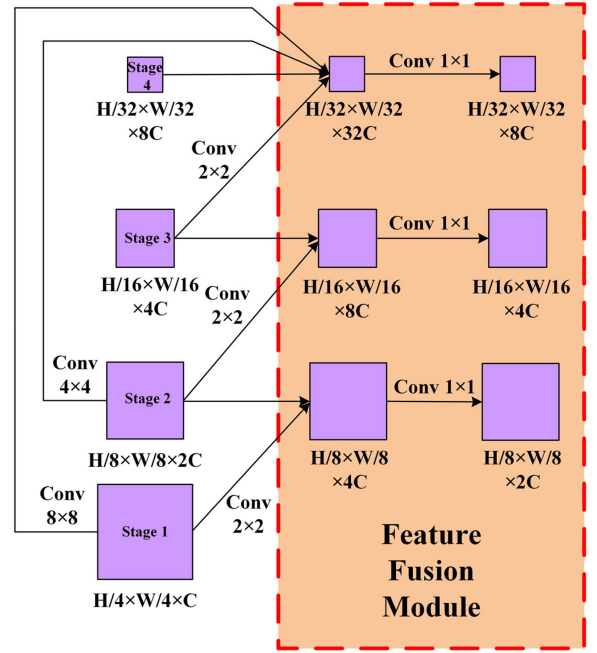 Stage
4
H/32×W/32
×8C
H/32×W/32
×32C
Conv 1×1
H/32×W/32
×8C
Conv
2×2
Stage 3
H/16×W/16
×4C
Conv
2×2
H/16×W/16
×8C
Conv 1×1
H/16×W/16
×4C
Conv
4×4
Stage 2
H/8×W/8×2C
H/8×W/8
×4C
Conv 1×1
H/8×W/8
×2C
Conv
8×8
Stage 1
H/4×W/4×C
Conv
2×2
Feature
Fusion
Module